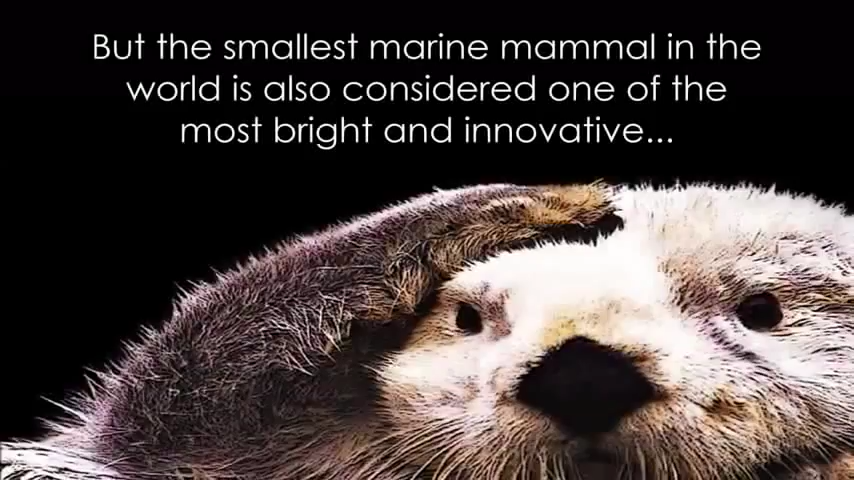 But the smallest marine mammal in the
world is also considered one of the
most bright and innovative...